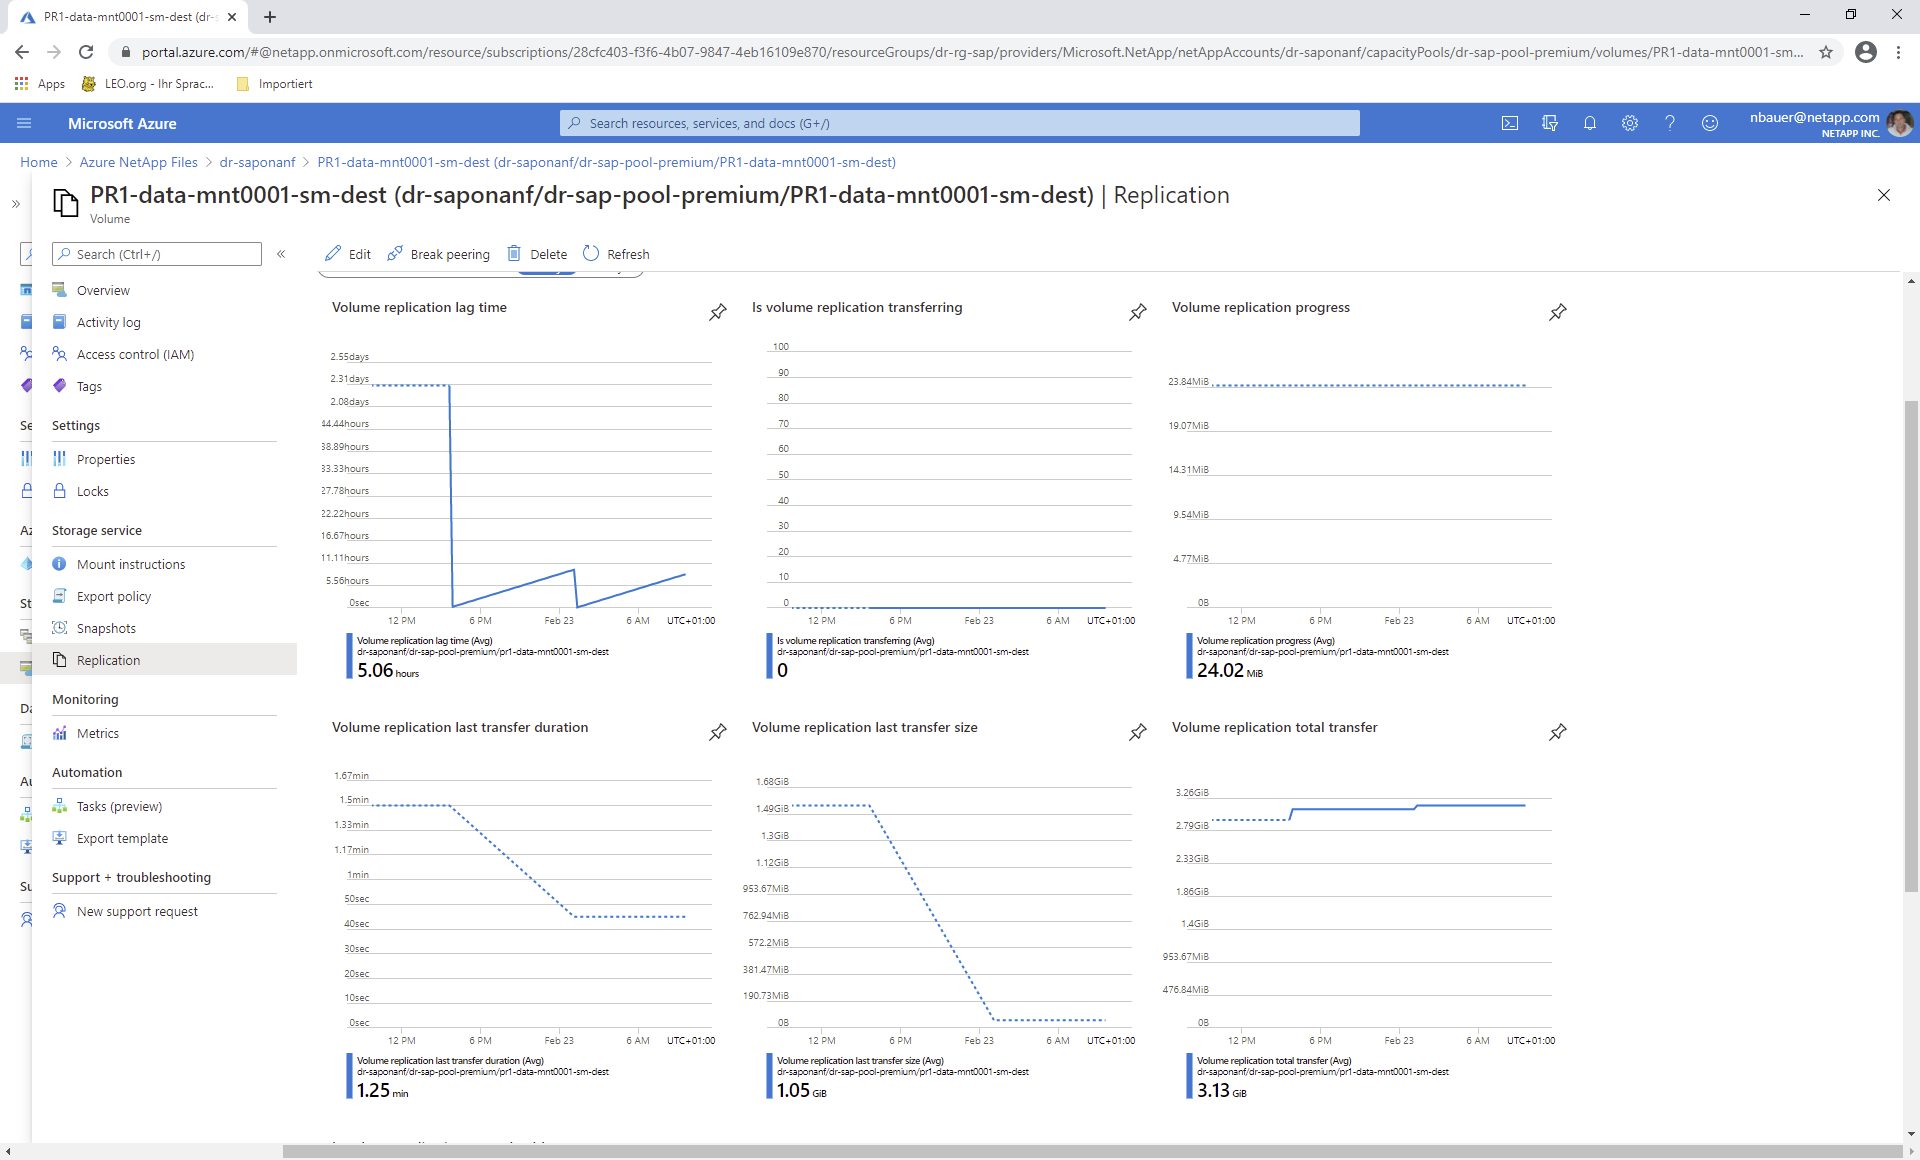 PR1-data-mnt0001-sm-dest (dr-s
portal.azure.com/#@netapp.onmicrosoft.com/resource/subscriptions/28cfc403-f3f6-4b07-9847-4eb16109e870/resourceGroups/dr-rg-sap/providers/Microsoft.NetApp/netAppAccounts/dr-saponanf/capacityPools/dr-sap-pool-premium/volumes/PR1-data-mnt0001-sm...
Apps
LEO.org - Ihr Sprac...
Importiert
Microsoft Azure
Search resources, services, and docs (G+/)
nbauer@netapp.com
NETAPP INC.
Home > Azure NetApp Files > dr-saponanf > PR1-data-mnt0001-sm-dest (dr-saponanf/dr-sap-pool-premium/PR1-data-mnt0001-sm-dest)
PR1-data-mnt0001-sm-dest (dr-saponanf/dr-sap-pool-premium/PR1-data-mnt0001-sm-dest) | Replication
Volume
Search (Ctrl+/)
Edit
Break peering
Delete
Refresh
Overview
Activity log
Access control (IAM)
Tags
Se
Settings
Properties
Locks
Az
Storage service
Mount instructions
Export policy
St
Snapshots
Replication
Monitoring
Da
Metrics
Automation
Au
Tasks (preview)
Export template
Support + troubleshooting
Su
New support request
Volume replication lag time
2.55days
2.31days
2.08days
44.44hours
38.89hours
33.33hours
27.78hours
22.22hours
16.67hours
11.11hours
5.56hours
0sec
12 PM
6 PM
Feb 23
6 AM
UTC+01:00
Volume replication lag time (Avg)
dr-saponanf/dr-sap-pool-premium/pr1-data-mnt0001-sm-dest
5.06 hours
Is volume replication transferring
100
90
80
70
60
50
40
30
20
10
0
12 PM
6 PM
Feb 23
6 AM
UTC+01:00
Is volume replication transferring (Avg)
dr-saponanf/dr-sap-pool-premium/pr1-data-mnt0001-sm-dest
0
Volume replication progress
23.84MiB
19.07MiB
14.31MiB
9.54MiB
4.77MiB
0B
12 PM
6 PM
Feb 23
6 AM
UTC+01:00
Volume replication progress (Avg)
dr-saponanf/dr-sap-pool-premium/pr1-data-mnt0001-sm-dest
24.02 MiB
Volume replication last transfer duration
1.67min
1.5min
1.33min
1.17min
1min
50sec
40sec
30sec
20sec
10sec
0sec
12 PM
6 PM
Feb 23
6 AM
UTC+01:00
Volume replication last transfer duration (Avg)
dr-saponanf/dr-sap-pool-premium/pr1-data-mnt0001-sm-dest
1.25 min
Volume replication last transfer size
1.68GiB
1.49GiB
1.3GiB
1.12GiB
953.67MiB
762.94MiB
572.2MiB
381.47MiB
190.73MiB
0B
12 PM
6 PM
Feb 23
6 AM
UTC+01:00
Volume replication last transfer size (Avg)
dr-saponanf/dr-sap-pool-premium/pr1-data-mnt0001-sm-dest
1.05 GiB
Volume replication total transfer
3.26GiB
2.79GiB
2.33GiB
1.86GiB
1.4GiB
953.67MiB
476.84MiB
0B
12 PM
6 PM
Feb 23
6 AM
UTC+01:00
Volume replication total transfer (Avg)
dr-saponanf/dr-sap-pool-premium/pr1-data-mnt0001-sm-dest
3.13 GiB